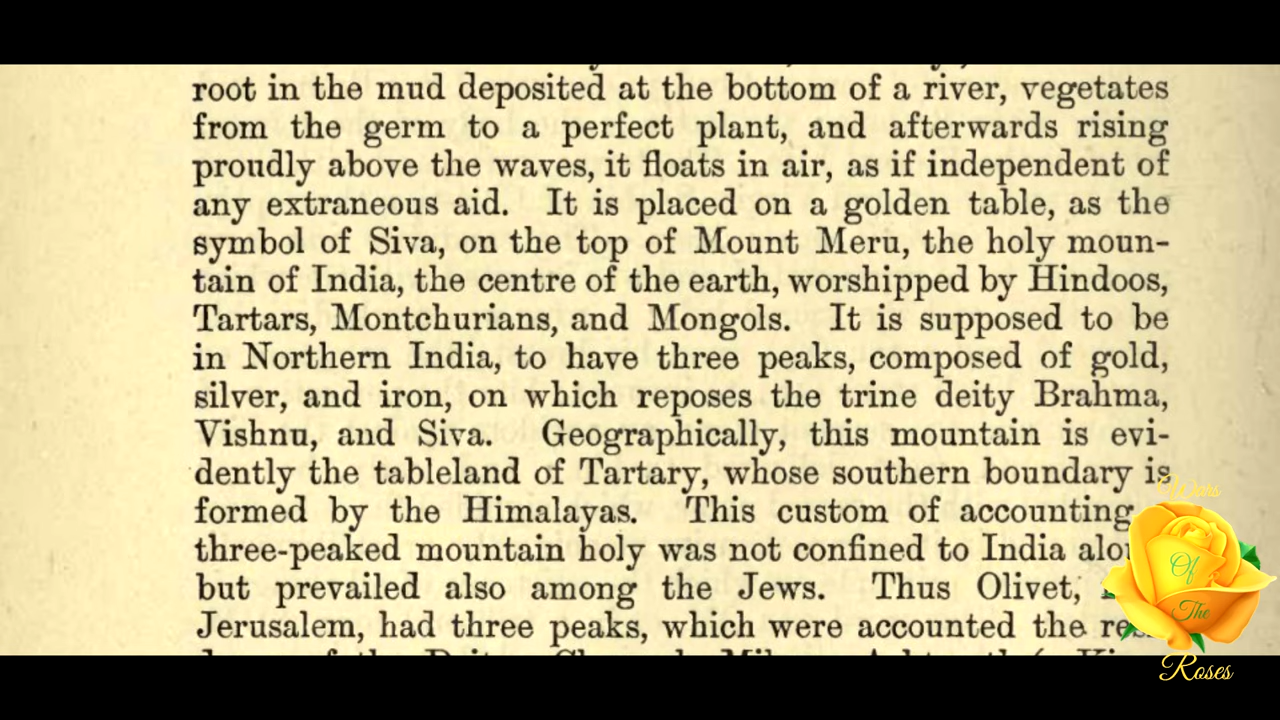 root in the mud deposited at the bottom of a river, vegetates
from the germ to a perfect plant, and afterwards rising
proudly above the waves, it floats in air, as if independent of
any extraneous aid. It is placed on a golden table, as the
symbol of Siva, on the top of Mount Meru, the holy moun-
tain of India, the centre of the earth, worshipped by Hindoos,
Tartars, Montchurians, and Mongols. It is supposed to be
in Northern India, to have three peaks, composed of gold,
silver, and iron, on which reposes the trine deity Brahma,
Vishnu, and Siva. Geographically, this mountain is evi-
dently the tableland of Tartary, whose southern boundary is
formed by the Himalayas. This custom of accounting
three-peaked mountain holy was not confined to India
but prevailed also among the Jews. Thus Olivet,
Jerusalem, had three peaks, which were accounted the
Wars
Of
The
Roses